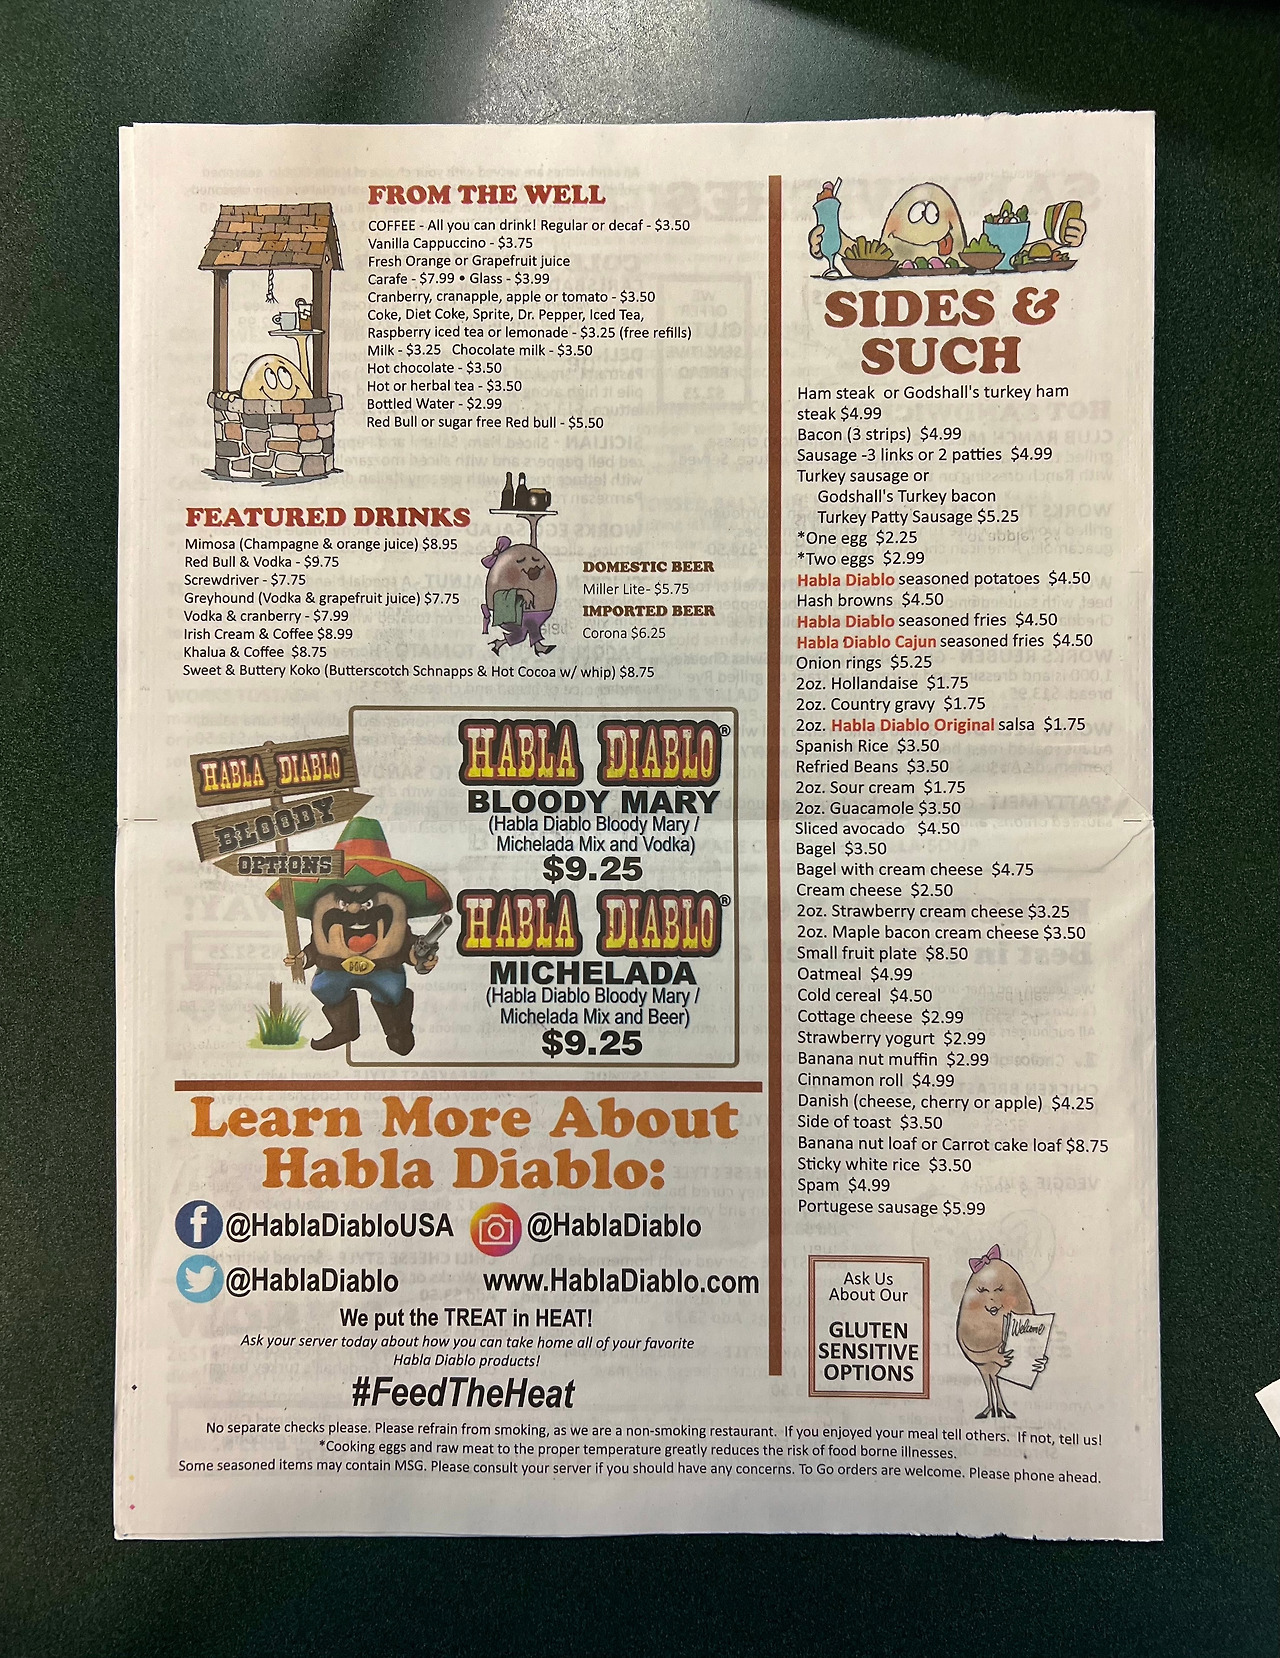 FROM THE WELL
COFFEE - All you can drink! Regular or decaf - $3.50
Vanilla Cappuccino - $3.75
Fresh Orange or Grapefruit juice
Carafe - $7.99 • Glass - $3.99
Cranberry, cranapple, apple or tomato - $3.50
Coke, Diet Coke, Sprite, Dr. Pepper, Iced Tea,
Raspberry iced tea or lemonade - $3.25 (free refills)
Milk - $3.25 Chocolate milk - $3.50
Hot chocolate - $3.50
Hot or herbal tea - $3.50
Bottled Water - $2.99
Red Bull or sugar free Red bull - $5.50
FEATURED DRINKS
Mimosa (Champagne & orange juice) $8.95
Red Bull & Vodka - $9.75
Screwdriver - $7.75
Greyhound (Vodka & grapefruit juice) $7.75
Vodka & cranberry - $7.99
Irish Cream & Coffee $8.99
Khalua & Coffee $8.75
Sweet & Buttery Koko (Butterscotch Schnapps & Hot Cocoa w/ whip) $8.75
DOMESTIC BEER
Miller Lite- $5.75
IMPORTED BEER
Corona $6.25
HABLA DIABLO
BLOODY
OPTIONS
HABLA DIABLO®
BLOODY MARY
(Habla Diablo Bloody Mary /
Michelada Mix and Vodka)
$9.25
HABLA DIABLO®
MICHELADA
(Habla Diablo Bloody Mary /
Michelada Mix and Beer)
$9.25
Learn More About
Habla Diablo:
@HablaDiabloUSA @HablaDiablo
@HablaDiablo www.HablaDiablo.com
We put the TREAT in HEAT!
Ask your server today about how you can take home all of your favorite
Habla Diablo products!
#FeedTheHeat
SIDES &
SUCH
Ham steak or Godshall's turkey ham
steak $4.99
Bacon (3 strips) $4.99
Sausage -3 links or 2 patties $4.99
Turkey sausage or
Godshall's Turkey bacon
Turkey Patty Sausage $5.25
*One egg $2.25
*Two eggs $2.99
Habla Diablo seasoned potatoes $4.50
Hash browns $4.50
Habla Diablo seasoned fries $4.50
Habla Diablo Cajun seasoned fries $4.50
Onion rings $5.25
2oz. Hollandaise $1.75
2oz. Country gravy $1.75
2oz. Habla Diablo Original salsa $1.75
Spanish Rice $3.50
Refried Beans $3.50
2oz. Sour cream $1.75
2oz. Guacamole $3.50
Sliced avocado $4.50
Bagel $3.50
Bagel with cream cheese $4.75
Cream cheese $2.50
2oz. Strawberry cream cheese $3.25
2oz. Maple bacon cream cheese $3.50
Small fruit plate $8.50
Oatmeal $4.99
Cold cereal $4.50
Cottage cheese $2.99
Strawberry yogurt $2.99
Banana nut muffin $2.99
Cinnamon roll $4.99
Danish (cheese, cherry or apple) $4.25
Side of toast $3.50
Banana nut loaf or Carrot cake loaf $8.75
Sticky white rice $3.50
Spam $4.99
Portugese sausage $5.99
Ask Us
About Our
GLUTEN
SENSITIVE
OPTIONS
Welcome
No separate checks please. Please refrain from smoking, as we are a non-smoking restaurant. If you enjoyed your meal tell others. If not, tell us!
*Cooking eggs and raw meat to the proper temperature greatly reduces the risk of food borne illnesses.
Some seasoned items may contain MSG. Please consult your server if you should have any concerns. To Go orders are welcome. Please phone ahead.